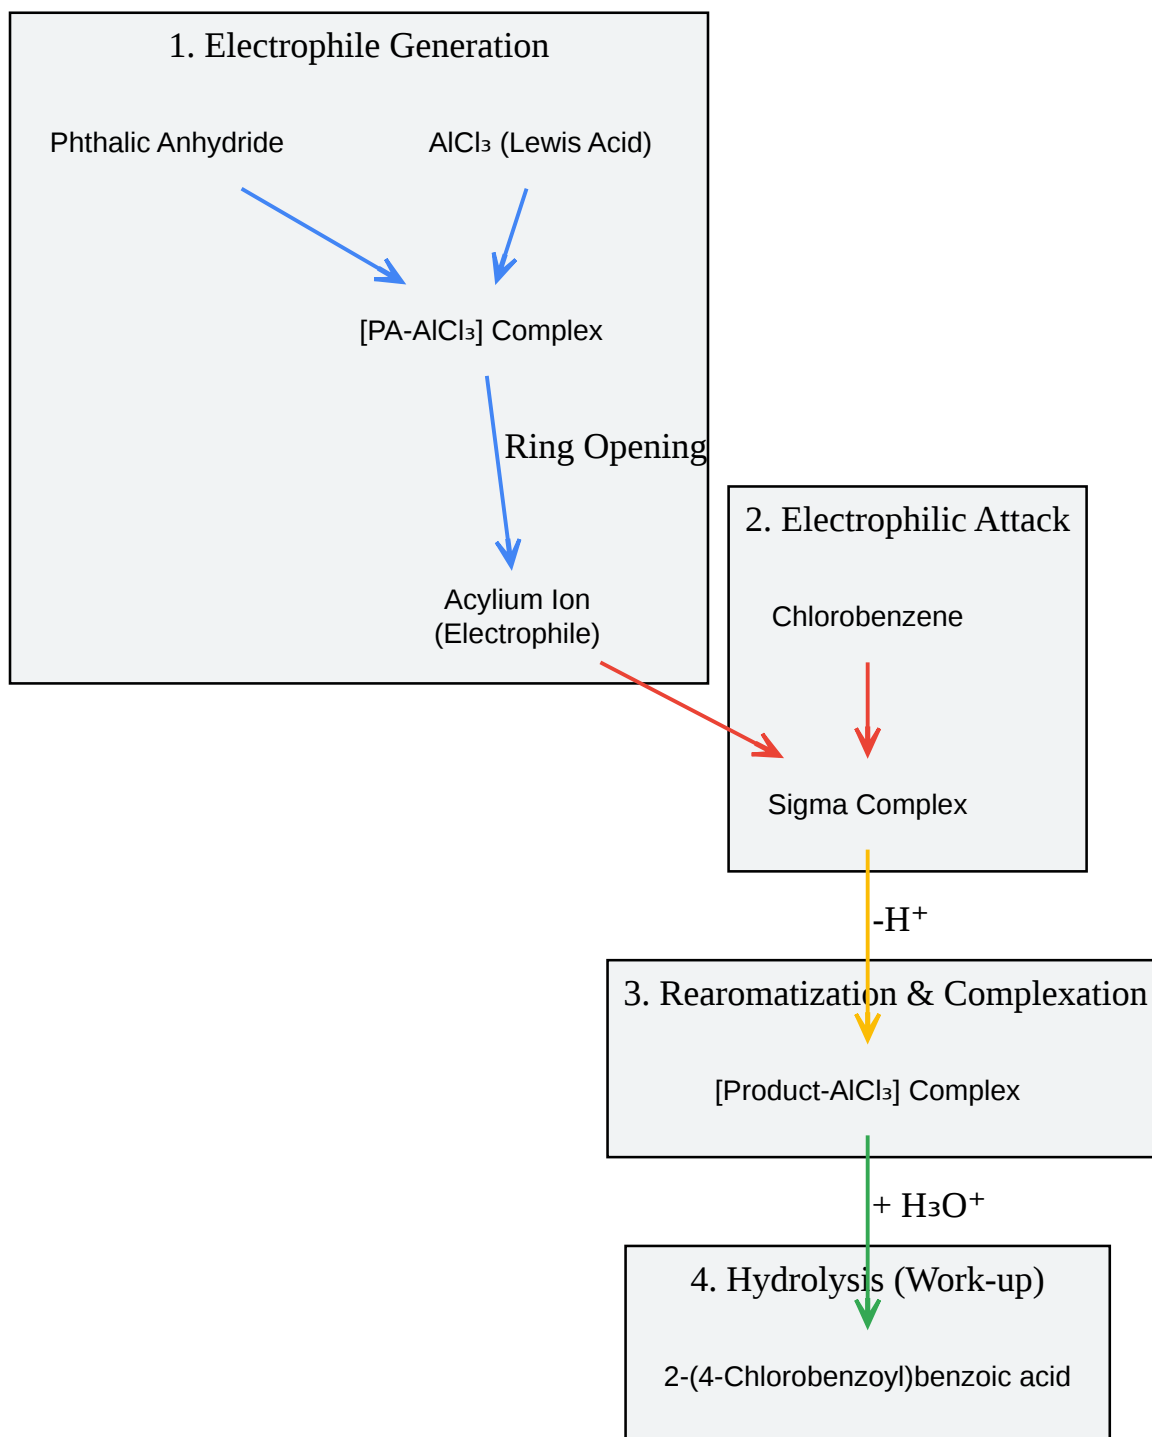 1. Electrophile Generation
Phthalic Anhydride
AlCl₃ (Lewis Acid)
[PA-AlCl₃] Complex
Ring Opening
Acylium Ion
(Electrophile)
2. Electrophilic Attack
Chlorobenzene
Sigma Complex
-H⁺
3. Rearomatization & Complexation
[Product-AlCl₃] Complex
+ H₃O⁺
4. Hydrolysis (Work-up)
2-(4-Chlorobenzoyl)benzoic acid